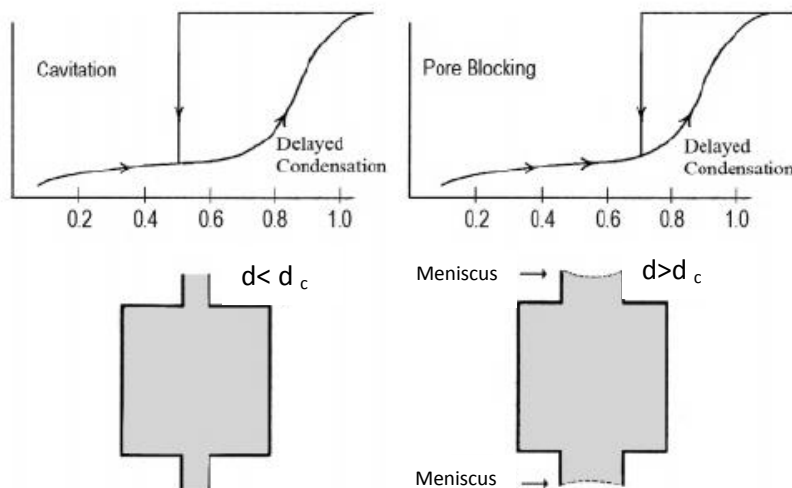 Cavitation
Delayed
Condensation
0.2 0.4 0.6 0.8 1.0
Pore Blocking
Delayed
Condensation
0.2 0.4 0.6 0.8 1.0
d< d c
Meniscus
d>d c
Meniscus